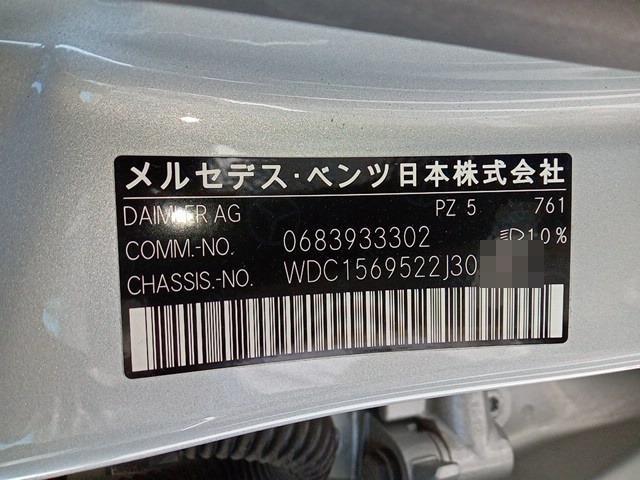 メルセデス・ベンツ日本株式会社
DAIMLER AG PZ 5 761
COMM.-NO. 0683933302 10%
CHASSIS.-NO. WDC1569522J30